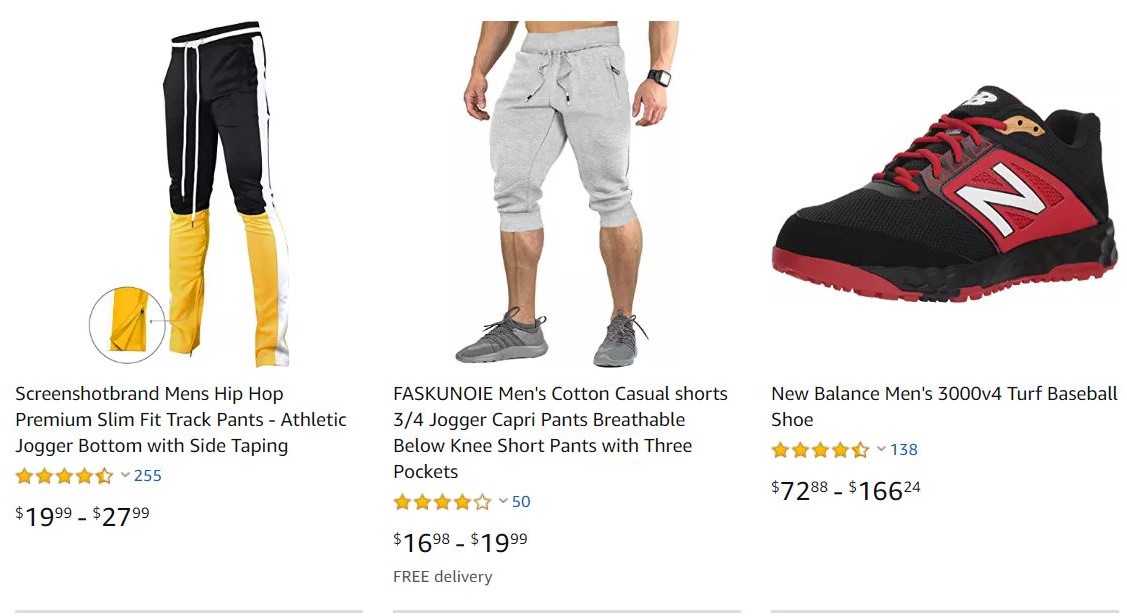 Screenshotbrand Mens Hip Hop
Premium Slim Fit Track Pants - Athletic
Jogger Bottom with Side Taping
255
$19 99 - $27 99
FASKUNOIE Men's Cotton Casual shorts
3/4 Jogger Capri Pants Breathable
Below Knee Short Pants with Three
Pockets
50
$16 98 - $19 99
FREE delivery
N
New Balance Men's 3000v4 Turf Baseball
Shoe
138
$72 88 - $166 24